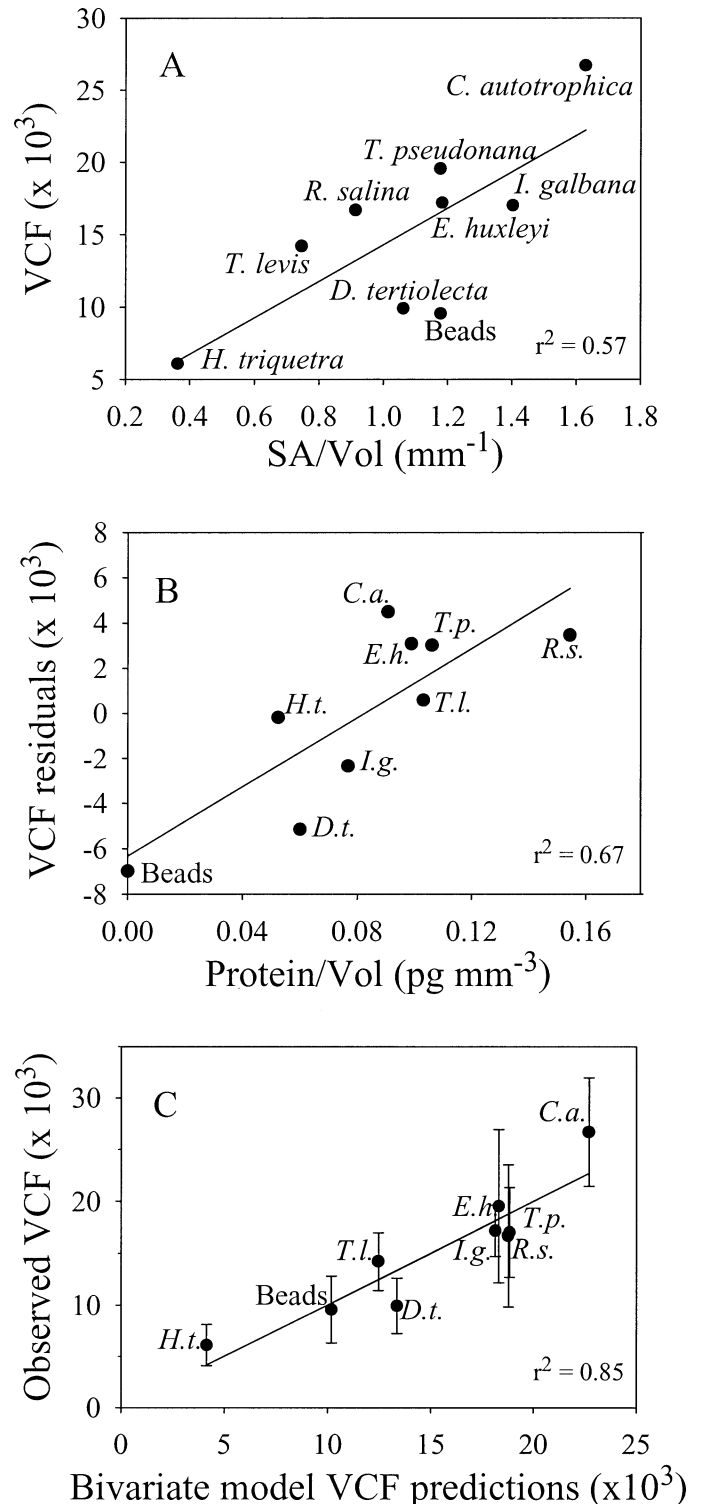 A
30
25
20
15
10
5
VCF (x 10³)
C. autotrophica
T. pseudonana
I. galbana
R. salina
E. huxleyi
T. levis
D. tertiolecta
Beads
H. triquetra
r² = 0.57
0.2 0.4 0.6 0.8 1.0 1.2 1.4 1.6 1.8
SA/Vol (mm⁻¹)
B
8
6
4
2
0
-2
-4
-6
-8
VCF residuals (x 10³)
C.a.
T.p.
E.h.
R.s.
H.t.
T.l.
I.g.
D.t.
Beads
r² = 0.67
0.00 0.04 0.08 0.12 0.16
Protein/Vol (pg mm⁻³)
C
30
20
10
0
Observed VCF (x 10³)
C.a.
E.h.
T.p.
I.g.
R.s.
T.l.
Beads
D.t.
H.t.
r² = 0.85
0 5 10 15 20 25
Bivariate model VCF predictions (x10³)